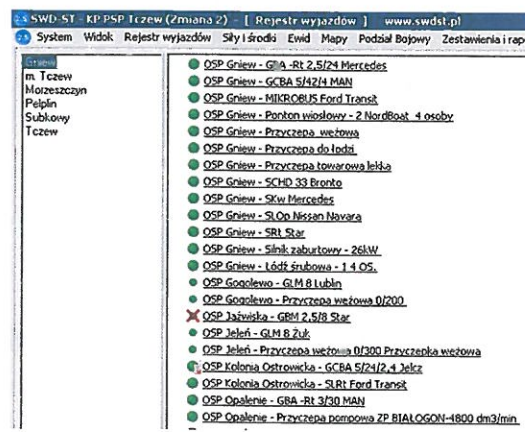 SWD-ST - KP PSP Tczew (Zmiana 2) - [ Rejestr wyjazdów ] www.swdst.pl
2.5 System Widok Rejestr wyjazdów Siły i środki Ewid Mapy Podział Bojowy Zestawienia i rap
Gniew
m. Tczew
Morzeszczyn
Pelplin
Subkowy
Tczew
OSP Gniew - GBA -Rt 2,5/24 Mercedes
OSP Gniew - GCBA 5/42/4 MAN
OSP Gniew - MIKROBUS Ford Transit
OSP Gniew - Ponton wiosłowy - 2 NordBoat 4 osoby
OSP Gniew - Przyczepa wężowa
OSP Gniew - Przyczepa do łodzi
OSP Gniew - Przyczepa towarowa lekka
OSP Gniew - SCHD 33 Bronto
OSP Gniew - SKw Mercedes
OSP Gniew - SLOp Nissan Navara
OSP Gniew - SRt Star
OSP Gniew - Silnik zaburtowy - 26kW
OSP Gniew - Łódź śrubowa - 1 4 OS.
OSP Gogolewo - GLM 8 Lublin
OSP Gogolewo - Przyczepa wężowa 0/200
OSP Jaźwiska - GBM 2,5/8 Star
OSP Jeleń - GLM 8 Żuk
OSP Jeleń - Przyczepa wężowa 0/300 Przyczepka wężowa
OSP Kolonia Ostrowicka - GCBA 5/24/2,4 Jelcz
OSP Kolonia Ostrowicka - SLRt Ford Transit
OSP Opalenie - GBA -Rt 3/30 MAN
OSP Opalenie - Przyczepa pompowa ZP BIAŁOGON-4800 dm3/min